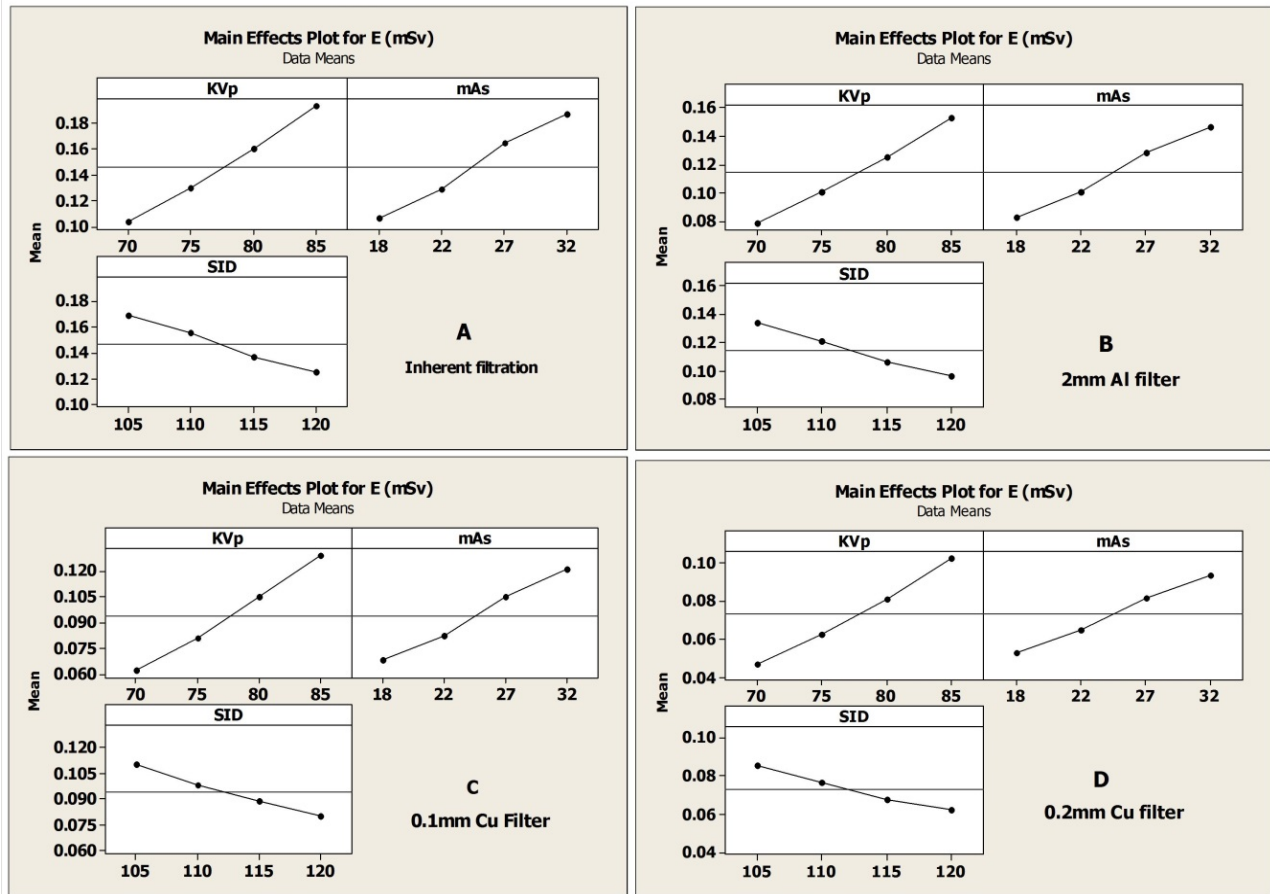 Main Effects Plot for E (mSv)
Data Means
KVp mAs
0.18
0.16
0.14
0.12
0.10
70 75 80 85 18 22 27 32
Mean
SID
0.18
0.16
0.14
0.12
0.10
105 110 115 120
A
Inherent filtration
Main Effects Plot for E (mSv)
Data Means
KVp mAs
0.16
0.14
0.12
0.10
0.08
70 75 80 85 18 22 27 32
Mean
SID
0.16
0.14
0.12
0.10
0.08
105 110 115 120
B
2mm Al filter
Main Effects Plot for E (mSv)
Data Means
KVp mAs
0.120
0.105
0.090
0.075
0.060
70 75 80 85 18 22 27 32
Mean
SID
0.120
0.105
0.090
0.075
0.060
105 110 115 120
C
0.1mm Cu Filter
Main Effects Plot for E (mSv)
Data Means
KVp mAs
0.10
0.08
0.06
0.04
70 75 80 85 18 22 27 32
Mean
SID
0.10
0.08
0.06
0.04
105 110 115 120
D
0.2mm Cu filter